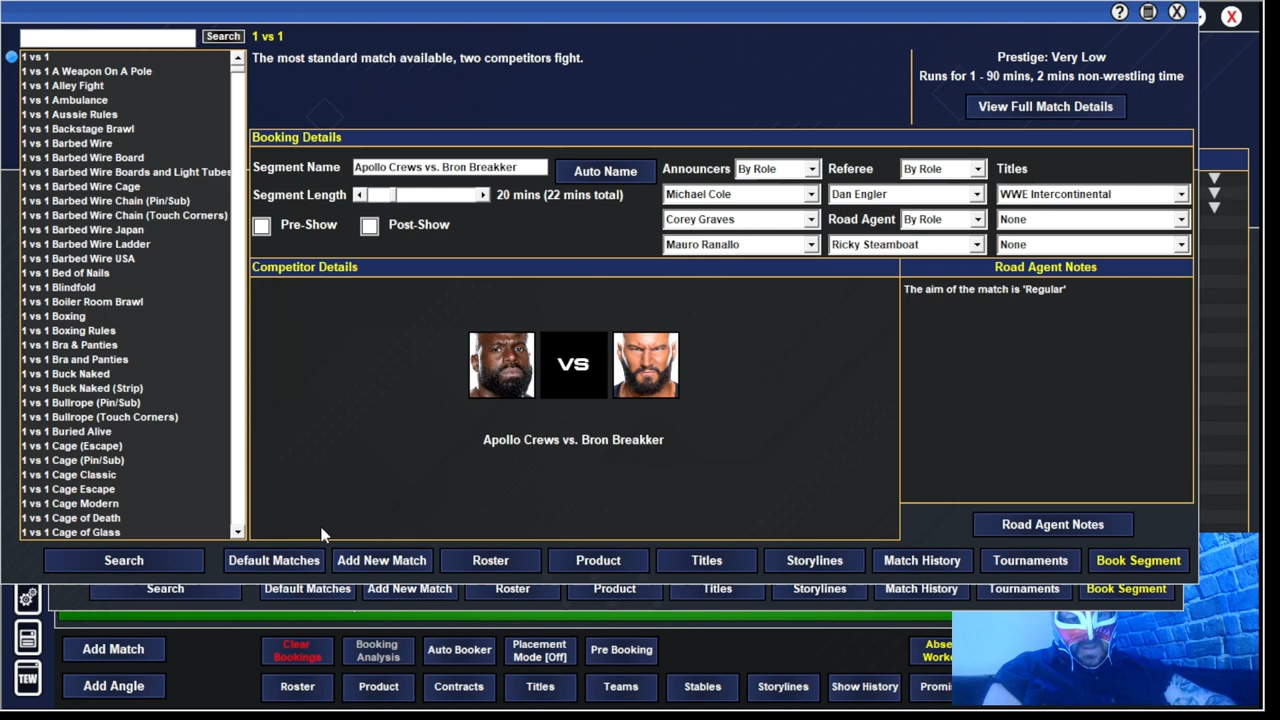 ?
X
X
Search
1 vs 1
1 vs 1
1 vs 1 A Weapon On A Pole
1 vs 1 Alley Fight
1 vs 1 Ambulance
1 vs 1 Aussie Rules
1 vs 1 Backstage Brawl
1 vs 1 Barbed Wire
1 vs 1 Barbed Wire Board
1 vs 1 Barbed Wire Boards and Light Tubes
1 vs 1 Barbed Wire Cage
1 vs 1 Barbed Wire Chain (Pin/Sub)
1 vs 1 Barbed Wire Chain (Touch Corners)
1 vs 1 Barbed Wire Japan
1 vs 1 Barbed Wire Ladder
1 vs 1 Barbed Wire USA
1 vs 1 Bed of Nails
1 vs 1 Blindfold
1 vs 1 Boiler Room Brawl
1 vs 1 Boxing
1 vs 1 Boxing Rules
1 vs 1 Bra & Panties
1 vs 1 Bra and Panties
1 vs 1 Buck Naked
1 vs 1 Buck Naked (Strip)
1 vs 1 Bullrope (Pin/Sub)
1 vs 1 Bullrope (Touch Corners)
1 vs 1 Buried Alive
1 vs 1 Cage (Escape)
1 vs 1 Cage (Pin/Sub)
1 vs 1 Cage Classic
1 vs 1 Cage Escape
1 vs 1 Cage Modern
1 vs 1 Cage of Death
1 vs 1 Cage of Glass
The most standard match available, two competitors fight.
Prestige: Very Low
Runs for 1 - 90 mins, 2 mins non-wrestling time
View Full Match Details
Booking Details
Segment Name Apollo Crews vs. Bron Breakker Auto Name Announcers By Role Referee By Role Titles
Segment Length 20 mins (22 mins total) Michael Cole Dan Engler WWE Intercontinental
Pre-Show Post-Show Corey Graves Road Agent By Role None
Mauro Ranallo Ricky Steamboat None
Competitor Details
Road Agent Notes
The aim of the match is 'Regular'
VS
Apollo Crews vs. Bron Breakker
Road Agent Notes
Search Default Matches Add New Match Roster Product Titles Storylines Match History Tournaments Book Segment
Search Default Matches Add New Match Roster Product Titles Storylines Match History Tournaments Book Segment
Add Match Clear Bookings Booking Analysis Auto Booker Placement Mode [Off] Pre Booking
TEW
Add Angle Roster Product Contracts Titles Teams Stables Storylines Show History